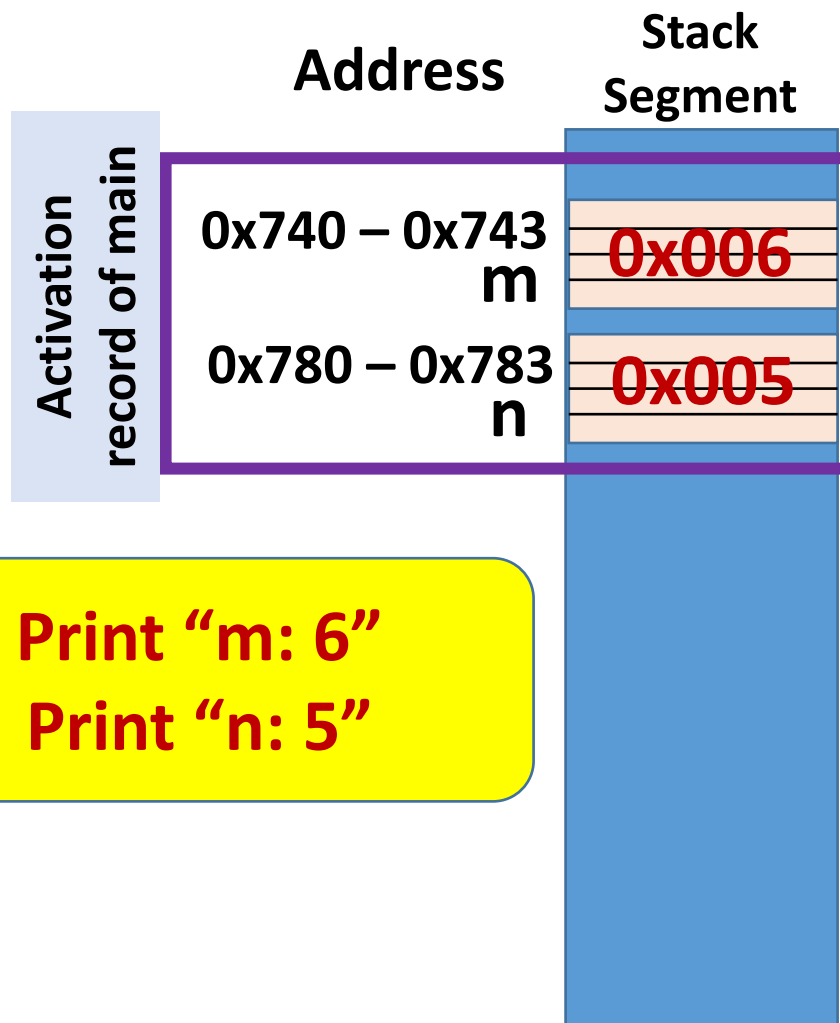 Address
Stack
Segment
Activation
record of main
0x740 – 0x743
m
0x006
0x780 – 0x783
n
0x005
Print “m: 6”
Print “n: 5”